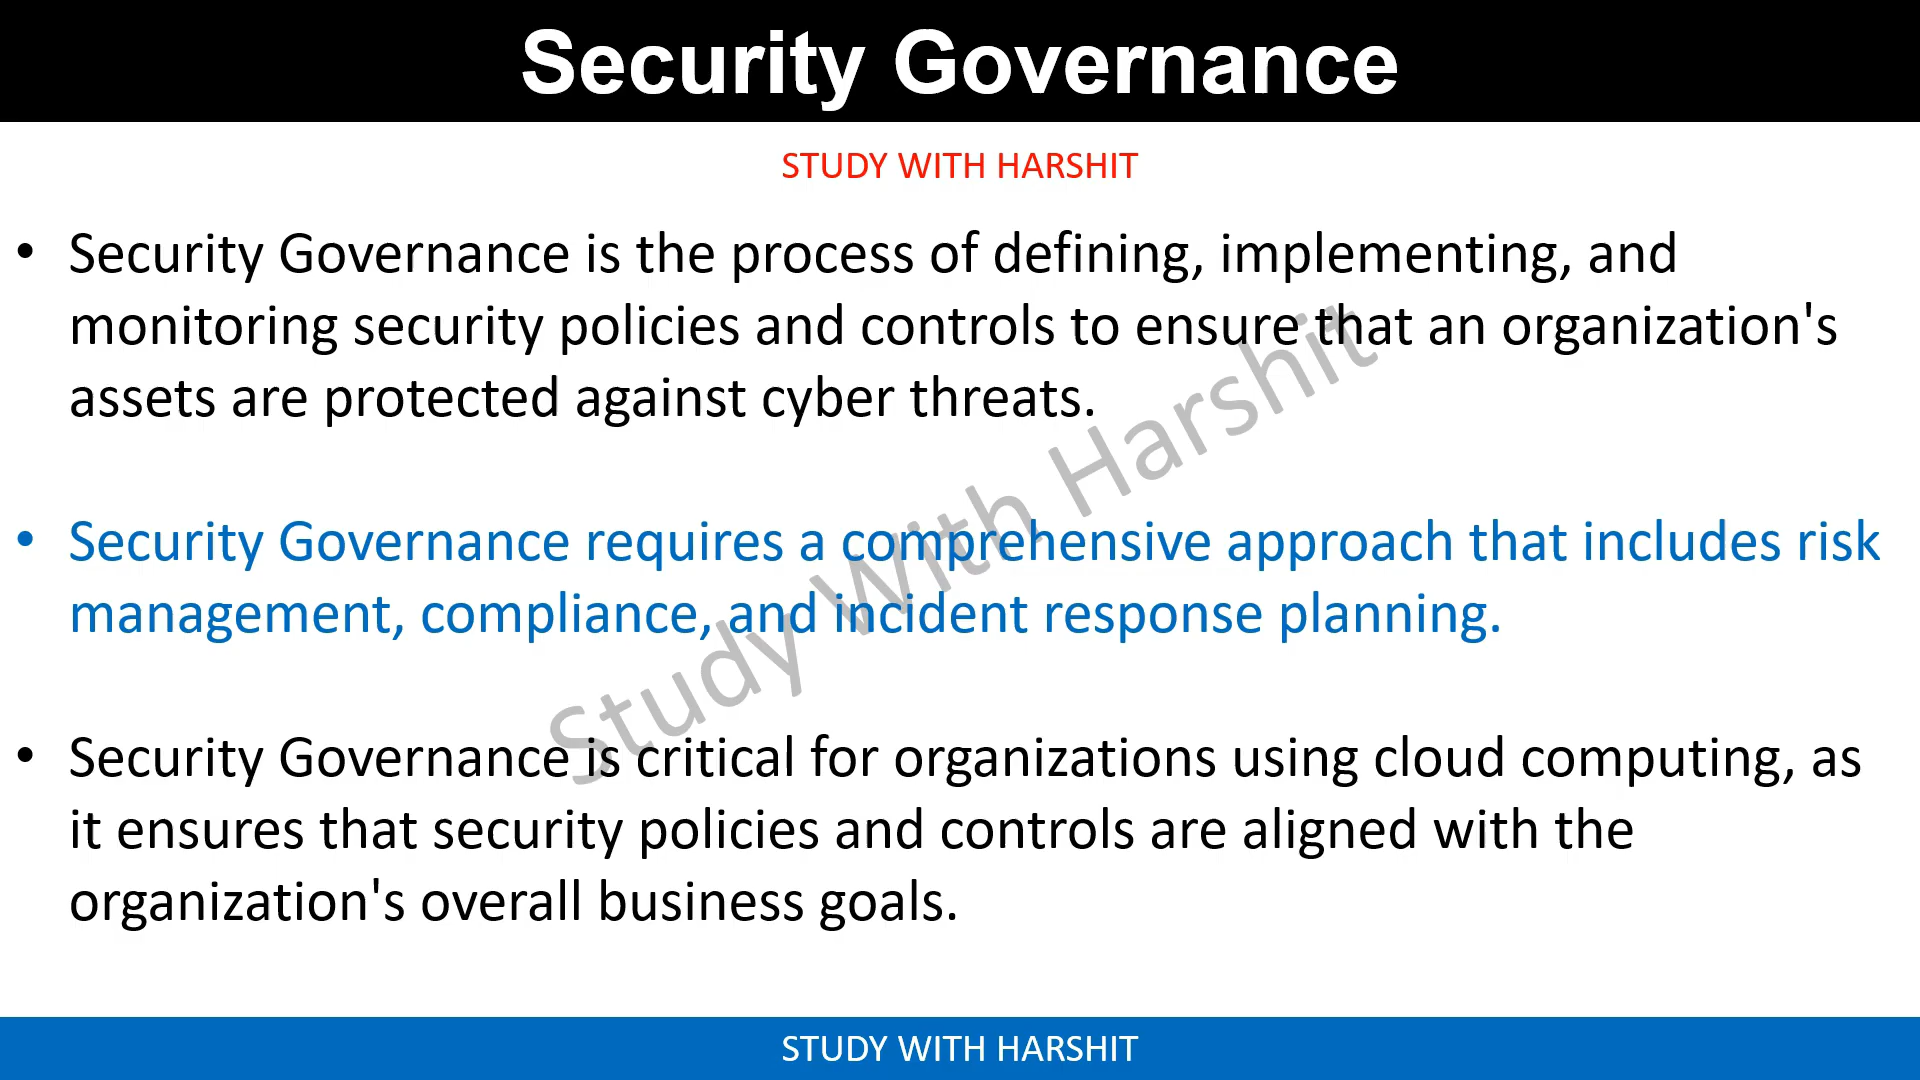 Security Governance
STUDY WITH HARSHIT
• Security Governance is the process of defining, implementing, and
monitoring security policies and controls to ensure that an organization's
assets are protected against cyber threats.
• Security Governance requires a comprehensive approach that includes risk
management, compliance, and incident response planning.
• Security Governance is critical for organizations using cloud computing, as
it ensures that security policies and controls are aligned with the
organization's overall business goals.
Study With Harshit
STUDY WITH HARSHIT